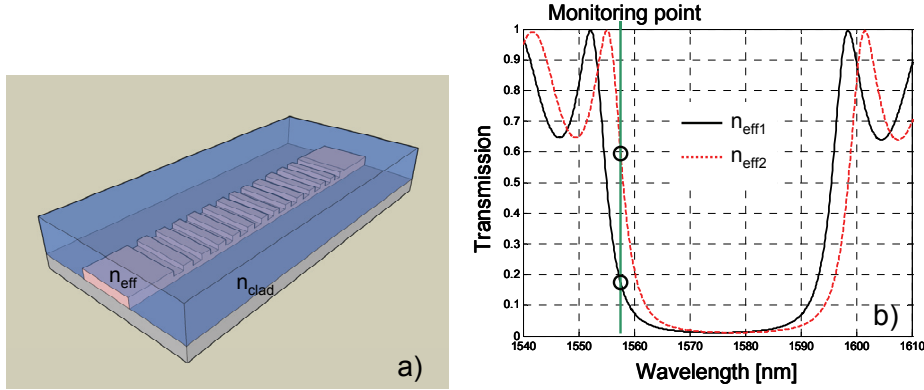 n_eff
n_clad
a)
Monitoring point
Transmission
1
0.9
0.8
0.7
0.6
0.5
0.4
0.3
0.2
0.1
0
n_eff1
n_eff2
b)
1540 1550 1560 1570 1580 1590 1600 1610
Wavelength [nm]